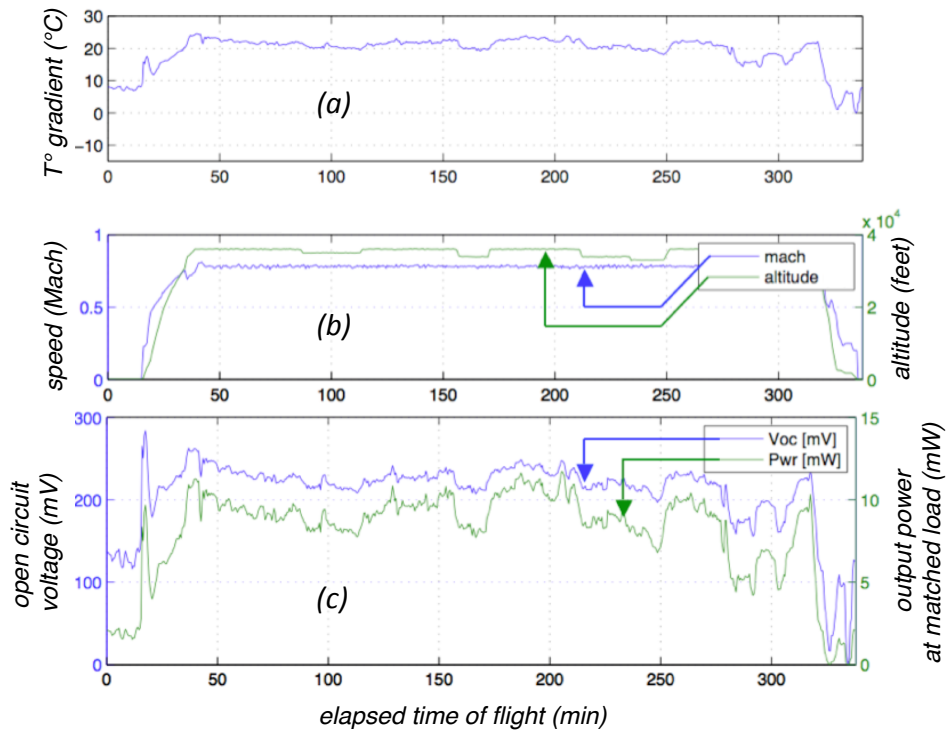 T° gradient (°C)
30
20
10
0
−10
(a)
0 50 100 150 200 250 300
x 10⁴
speed (Mach)
1
0.5
0
mach
altitude
(b)
4
2
0
altitude (feet)
0 50 100 150 200 250 300
open circuit
voltage (mV)
300
200
100
0
Voc [mV]
Pwr [mW]
(c)
15
10
5
0
output power
at matched load (mW)
0 50 100 150 200 250 300
elapsed time of flight (min)